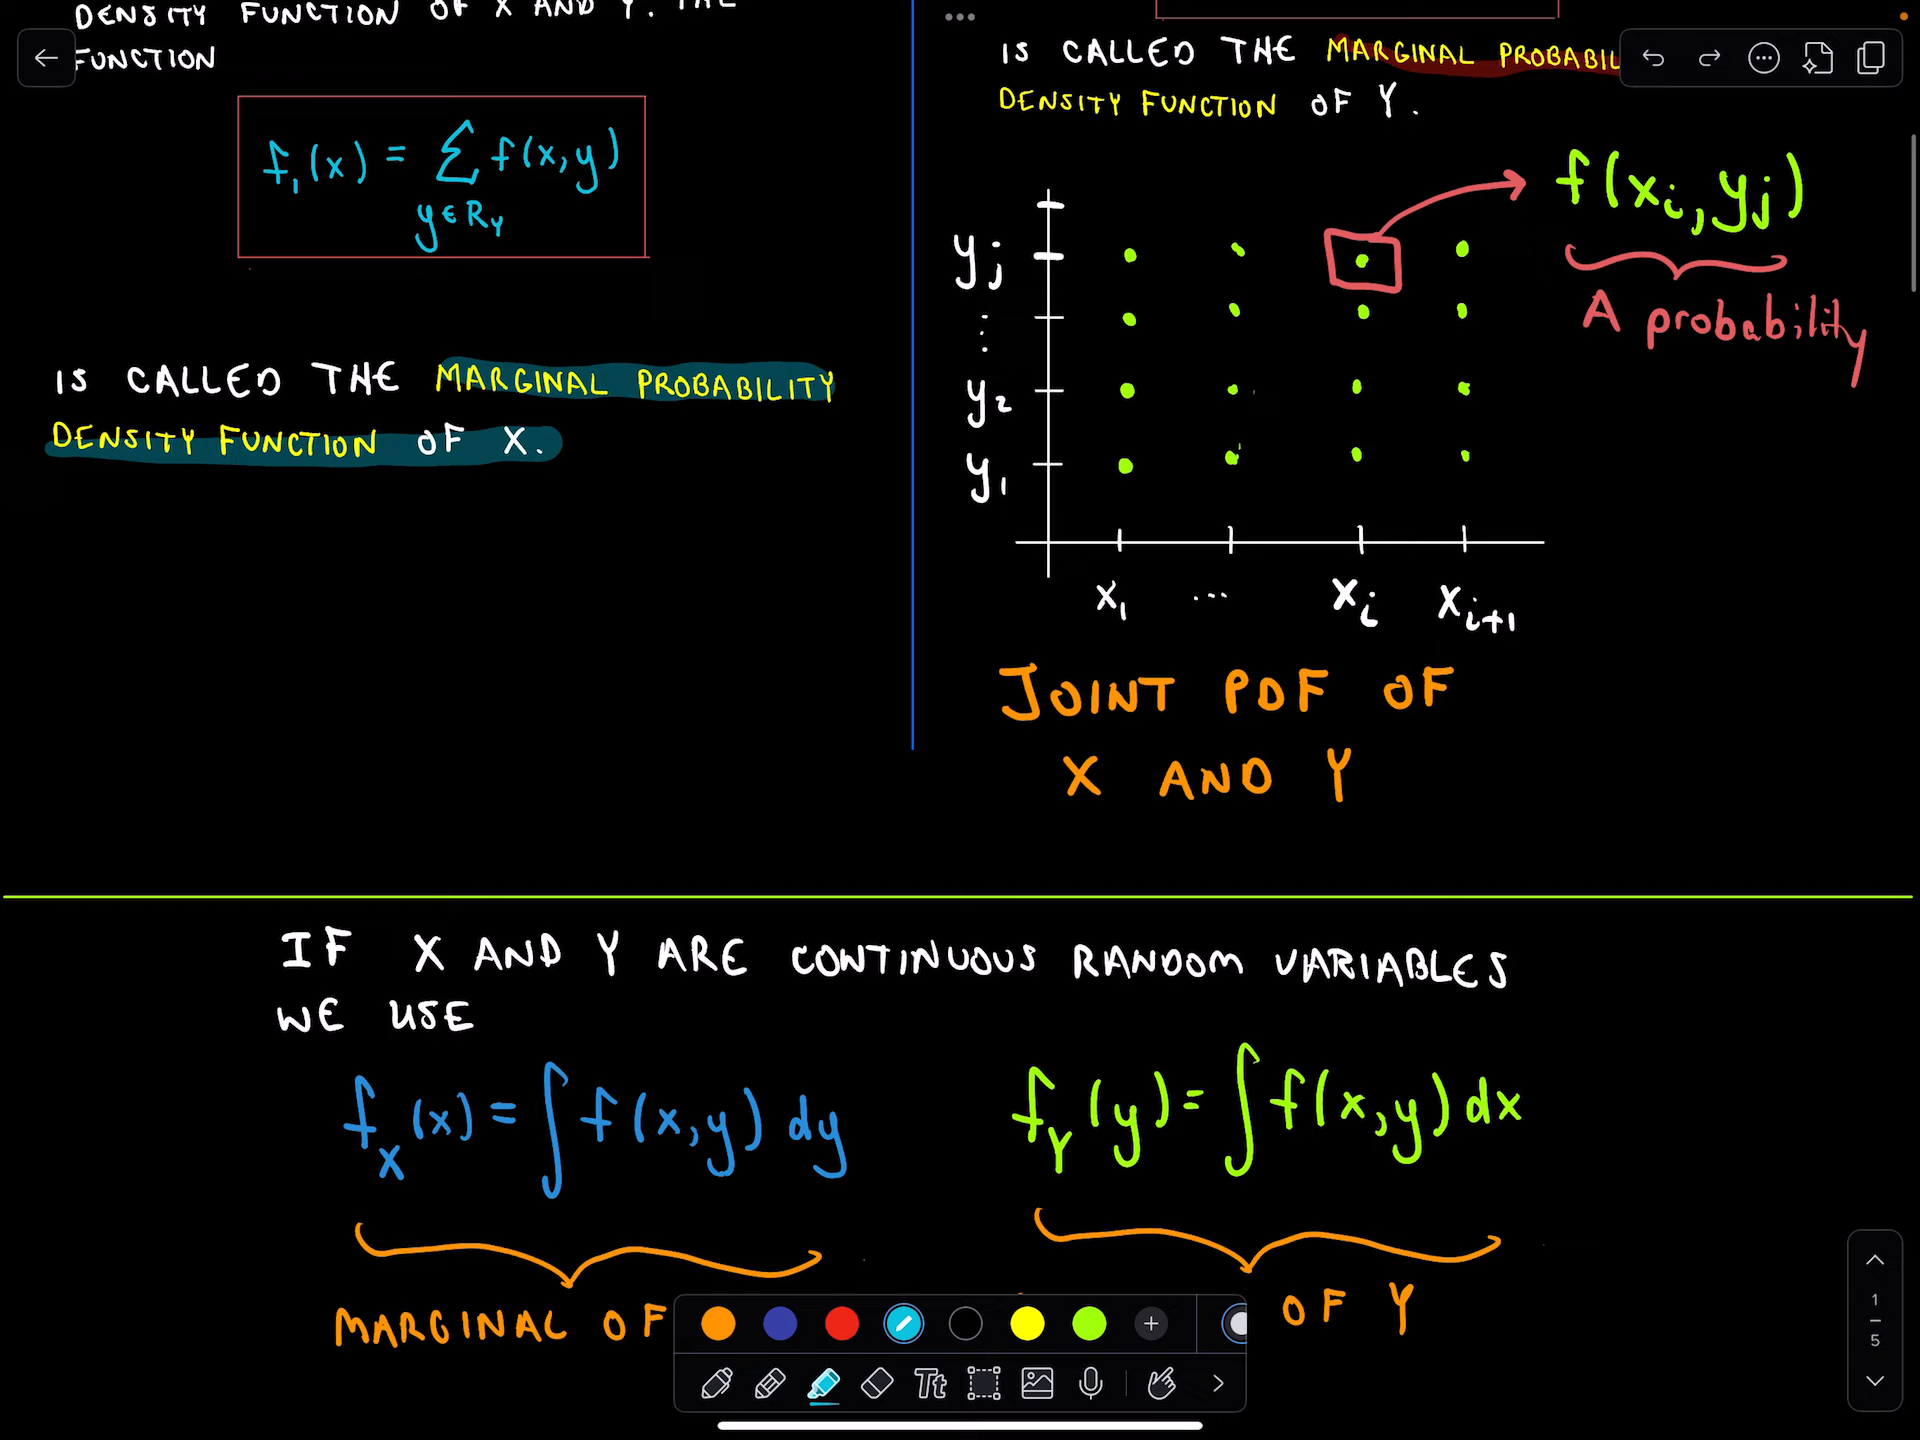 DENSITY FUNCTION OF X AND Y. THE
FUNCTION
f₁(x) = Σ f(x,y)
y∈R_Y
IS CALLED THE MARGINAL PROBABILITY
DENSITY FUNCTION OF X.
IS CALLED THE MARGINAL PROBABIL
DENSITY FUNCTION OF Y.
f(xᵢ, yⱼ)
A probability
yⱼ
⋮
y₂
y₁
x₁ ... xᵢ xᵢ₊₁
JOINT PDF OF
X AND Y
IF X AND Y ARE CONTINUOUS RANDOM VARIABLES
WE USE
f_X(x) = ∫ f(x,y) dy
f_Y(y) = ∫ f(x,y) dx
MARGINAL OF
OF Y
Tt
1
5